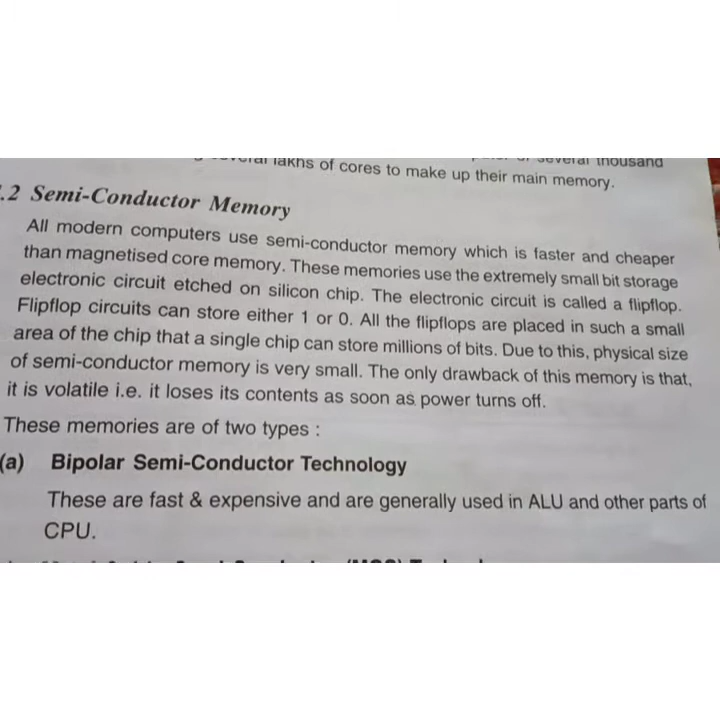 several thousand
lakhs of cores to make up their main memory.
.2 Semi-Conductor Memory
All modern computers use semi-conductor memory which is faster and cheaper
than magnetised core memory. These memories use the extremely small bit storage
electronic circuit etched on silicon chip. The electronic circuit is called a flipflop.
Flipflop circuits can store either 1 or 0. All the flipflops are placed in such a small
area of the chip that a single chip can store millions of bits. Due to this, physical size
of semi-conductor memory is very small. The only drawback of this memory is that,
it is volatile i.e. it loses its contents as soon as power turns off.
These memories are of two types :
(a) Bipolar Semi-Conductor Technology
These are fast & expensive and are generally used in ALU and other parts of
CPU.